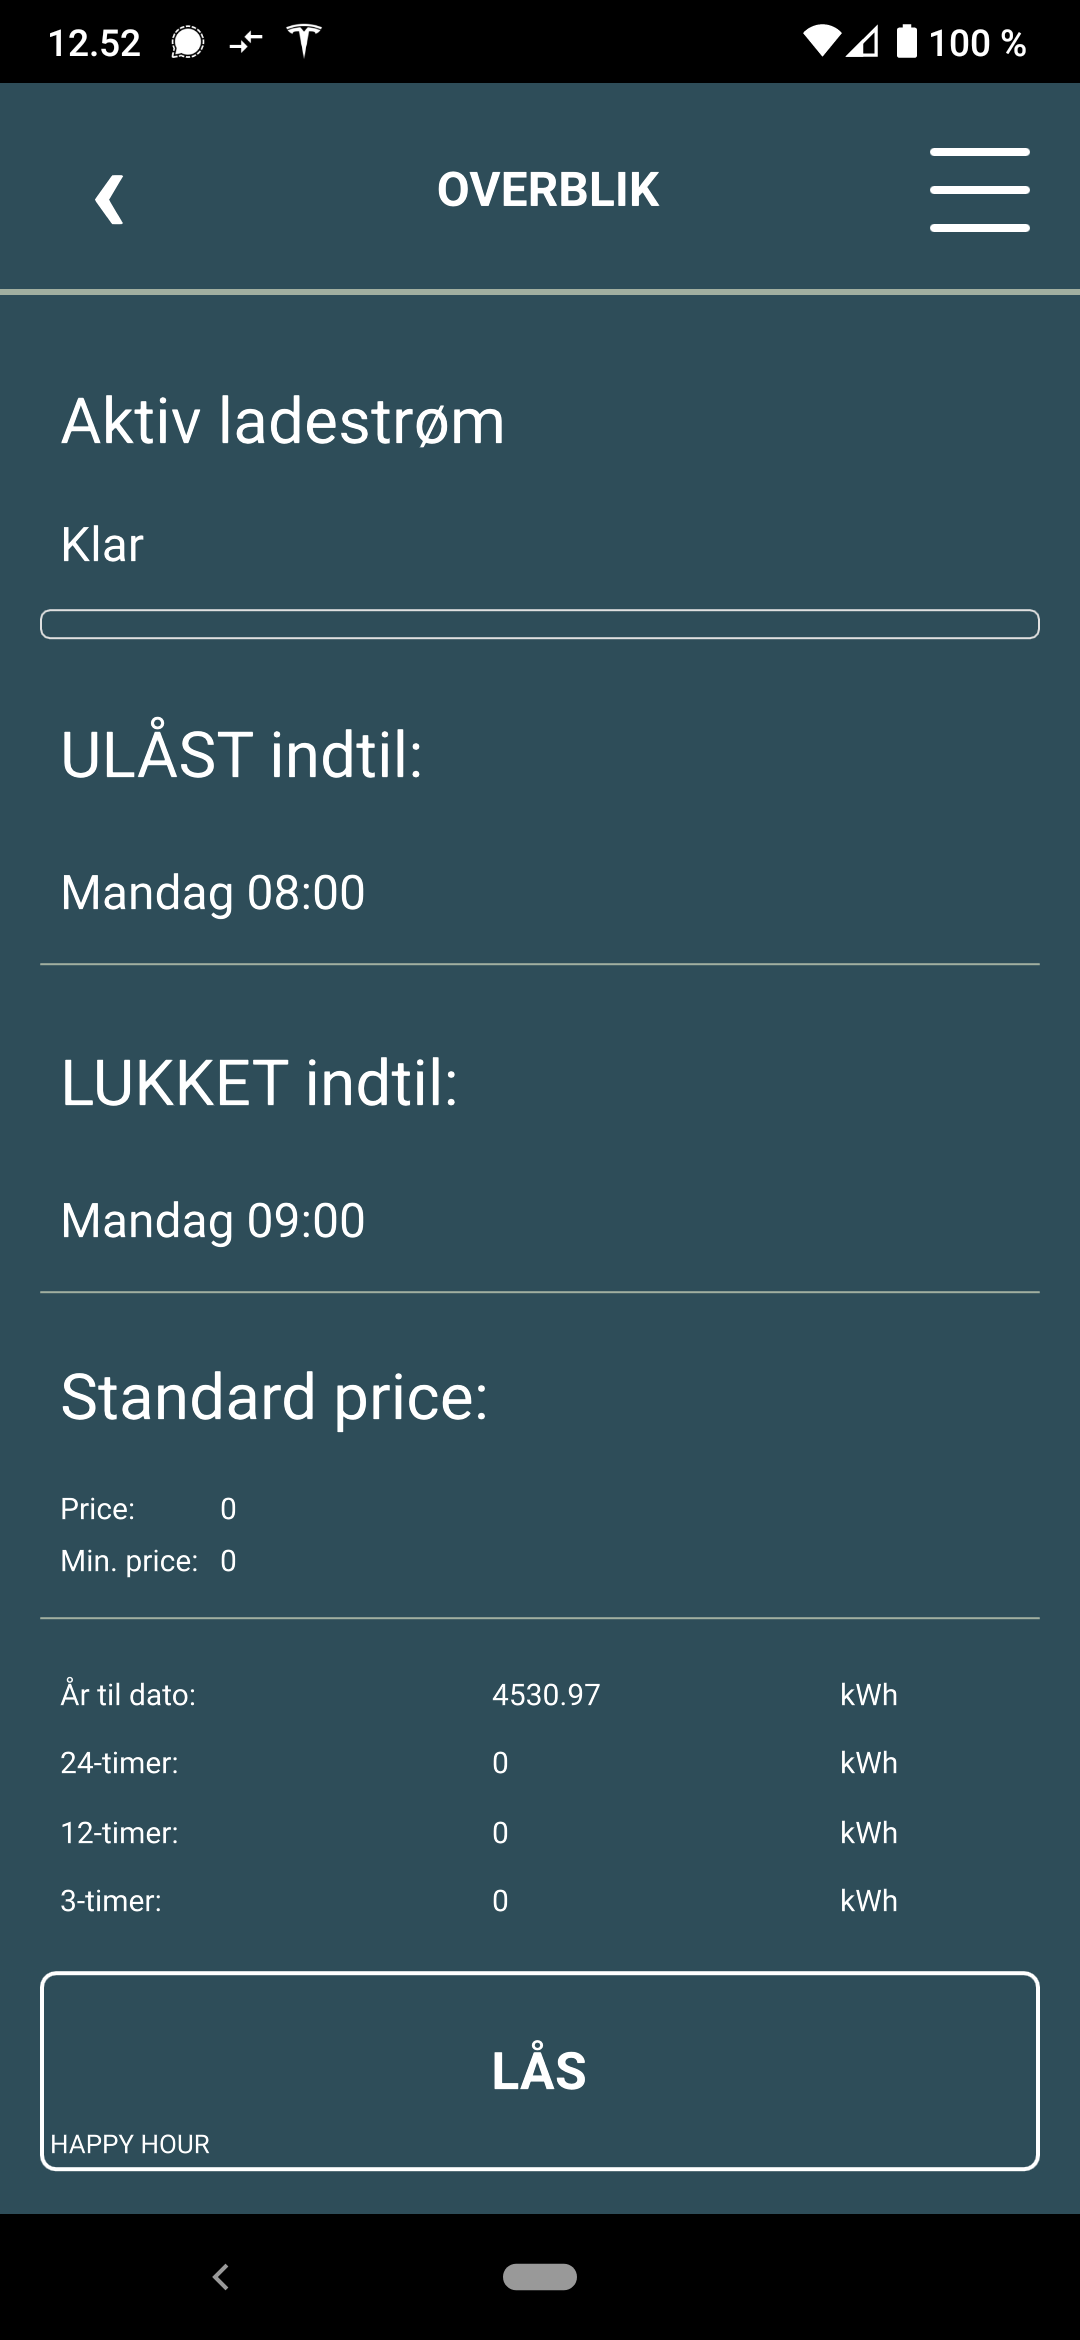 12.52 100 %
OVERBLIK
Aktiv ladestrøm
Klar
ULÅST indtil:
Mandag 08:00
LUKKET indtil:
Mandag 09:00
Standard price:
Price: 0
Min. price: 0
År til dato: 4530.97 kWh
24-timer: 0 kWh
12-timer: 0 kWh
3-timer: 0 kWh
LÅS
HAPPY HOUR